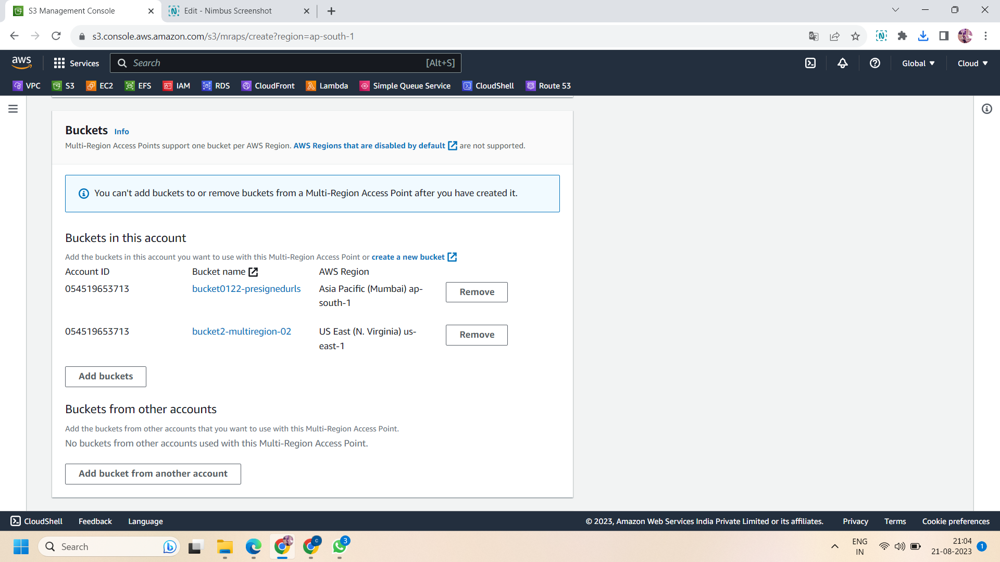 S3 Management Console
Edit - Nimbus Screenshot
s3.console.aws.amazon.com/s3/mraps/create?region=ap-south-1
aws
Services
Search
[Alt+S]
Global
Cloud
VPC
S3
EC2
EFS
IAM
RDS
CloudFront
Lambda
Simple Queue Service
CloudShell
Route 53
Buckets Info
Multi-Region Access Points support one bucket per AWS Region. AWS Regions that are disabled by default are not supported.
You can't add buckets to or remove buckets from a Multi-Region Access Point after you have created it.
Buckets in this account
Add the buckets in this account you want to use with this Multi-Region Access Point or create a new bucket
Account ID
Bucket name
AWS Region
054519653713
bucket0122-presignedurls
Asia Pacific (Mumbai) ap-
south-1
Remove
054519653713
bucket2-multiregion-02
US East (N. Virginia) us-
east-1
Remove
Add buckets
Buckets from other accounts
Add the buckets from other accounts that you want to use with this Multi-Region Access Point.
No buckets from other accounts used with this Multi-Region Access Point.
Add bucket from another account
CloudShell
Feedback
Language
© 2023, Amazon Web Services India Private Limited or its affiliates.
Privacy
Terms
Cookie preferences
Search
C
3
ENG
IN
21:04
21-08-2023
1